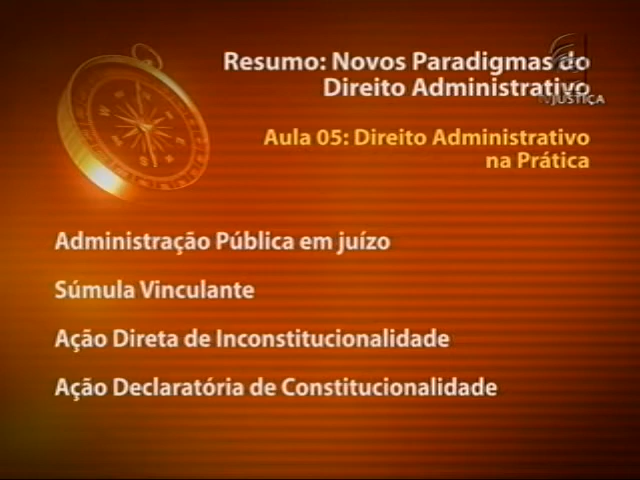 Resumo: Novos Paradigmas do
Direito Administrativo
TV JUSTIÇA
Aula 05: Direito Administrativo
na Prática
Administração Pública em juízo
Súmula Vinculante
Ação Direta de Inconstitucionalidade
Ação Declaratória de Constitucionalidade